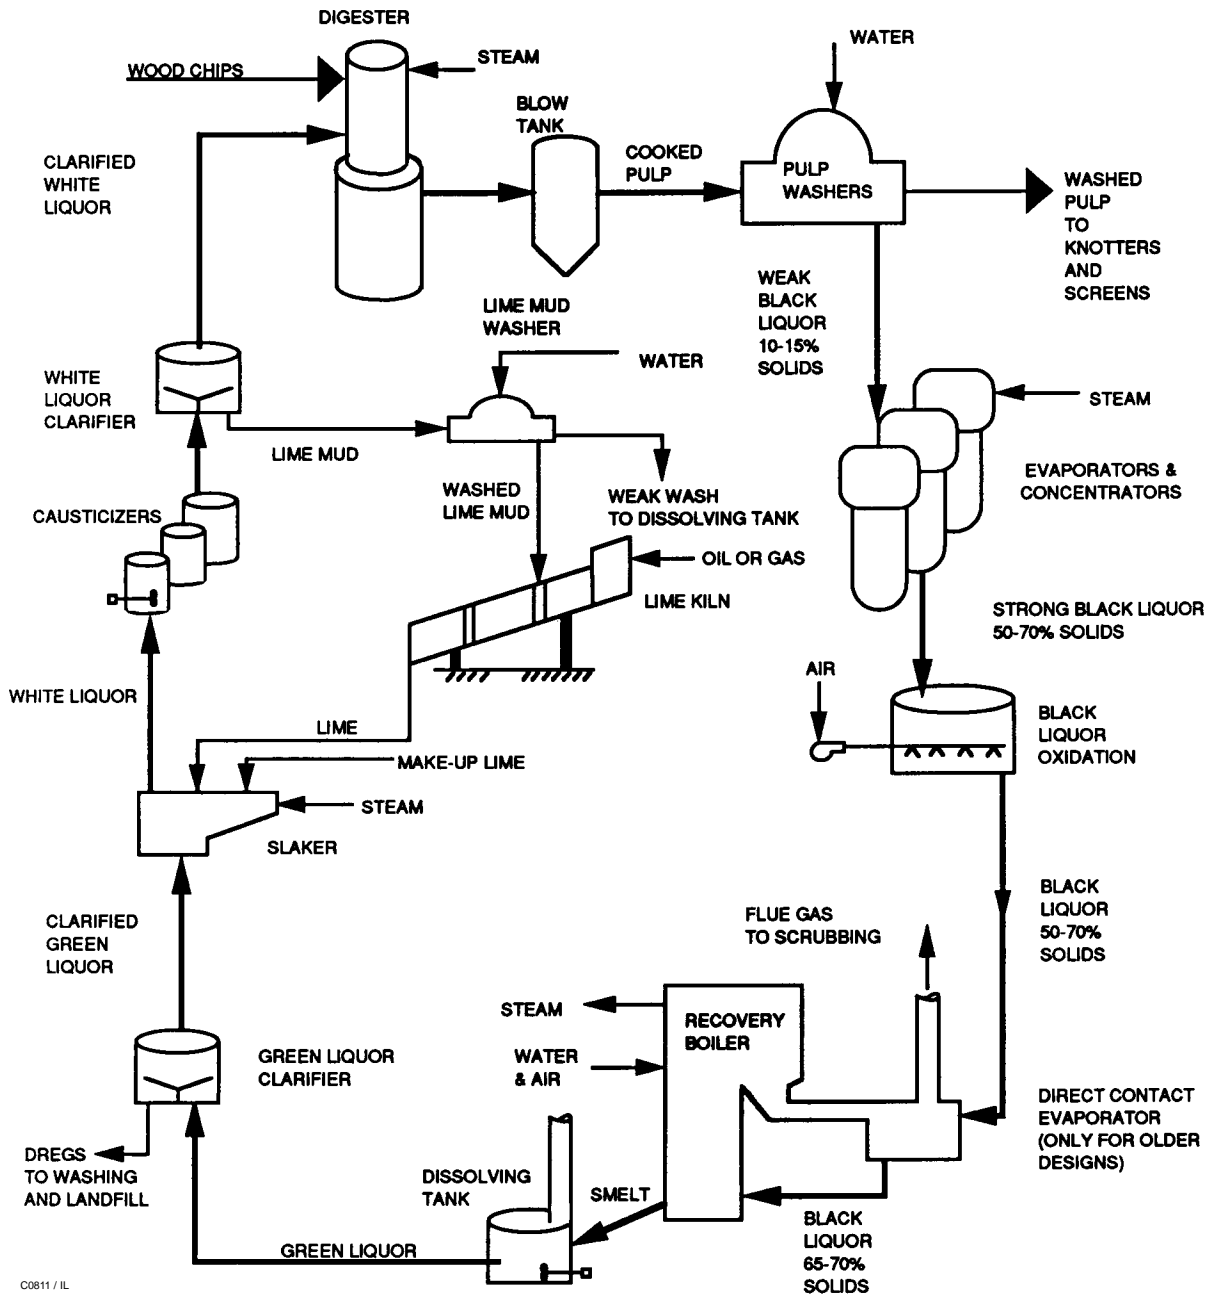 DIGESTER
WOOD CHIPS
STEAM
WATER
BLOW
TANK
COOKED
PULP
PULP
WASHERS
CLARIFIED
WHITE
LIQUOR
WASHED
PULP
TO
KNOTTERS
AND
SCREENS
WEAK
BLACK
LIQUOR
10-15%
SOLIDS
LIME MUD
WASHER
WATER
WHITE
LIQUOR
CLARIFIER
STEAM
LIME MUD
EVAPORATORS &
CONCENTRATORS
WASHED
LIME MUD
WEAK WASH
TO DISSOLVING TANK
CAUSTICIZERS
OIL OR GAS
LIME KILN
STRONG BLACK LIQUOR
50-70% SOLIDS
AIR
WHITE LIQUOR
LIME
BLACK
LIQUOR
OXIDATION
MAKE-UP LIME
STEAM
SLAKER
BLACK
LIQUOR
50-70%
SOLIDS
CLARIFIED
GREEN
LIQUOR
FLUE GAS
TO SCRUBBING
STEAM
RECOVERY
BOILER
WATER
& AIR
GREEN LIQUOR
CLARIFIER
DIRECT CONTACT
EVAPORATOR
(ONLY FOR OLDER
DESIGNS)
DREGS
TO WASHING
AND LANDFILL
DISSOLVING
TANK
SMELT
BLACK
LIQUOR
65-70%
SOLIDS
GREEN LIQUOR
C0811 / IL